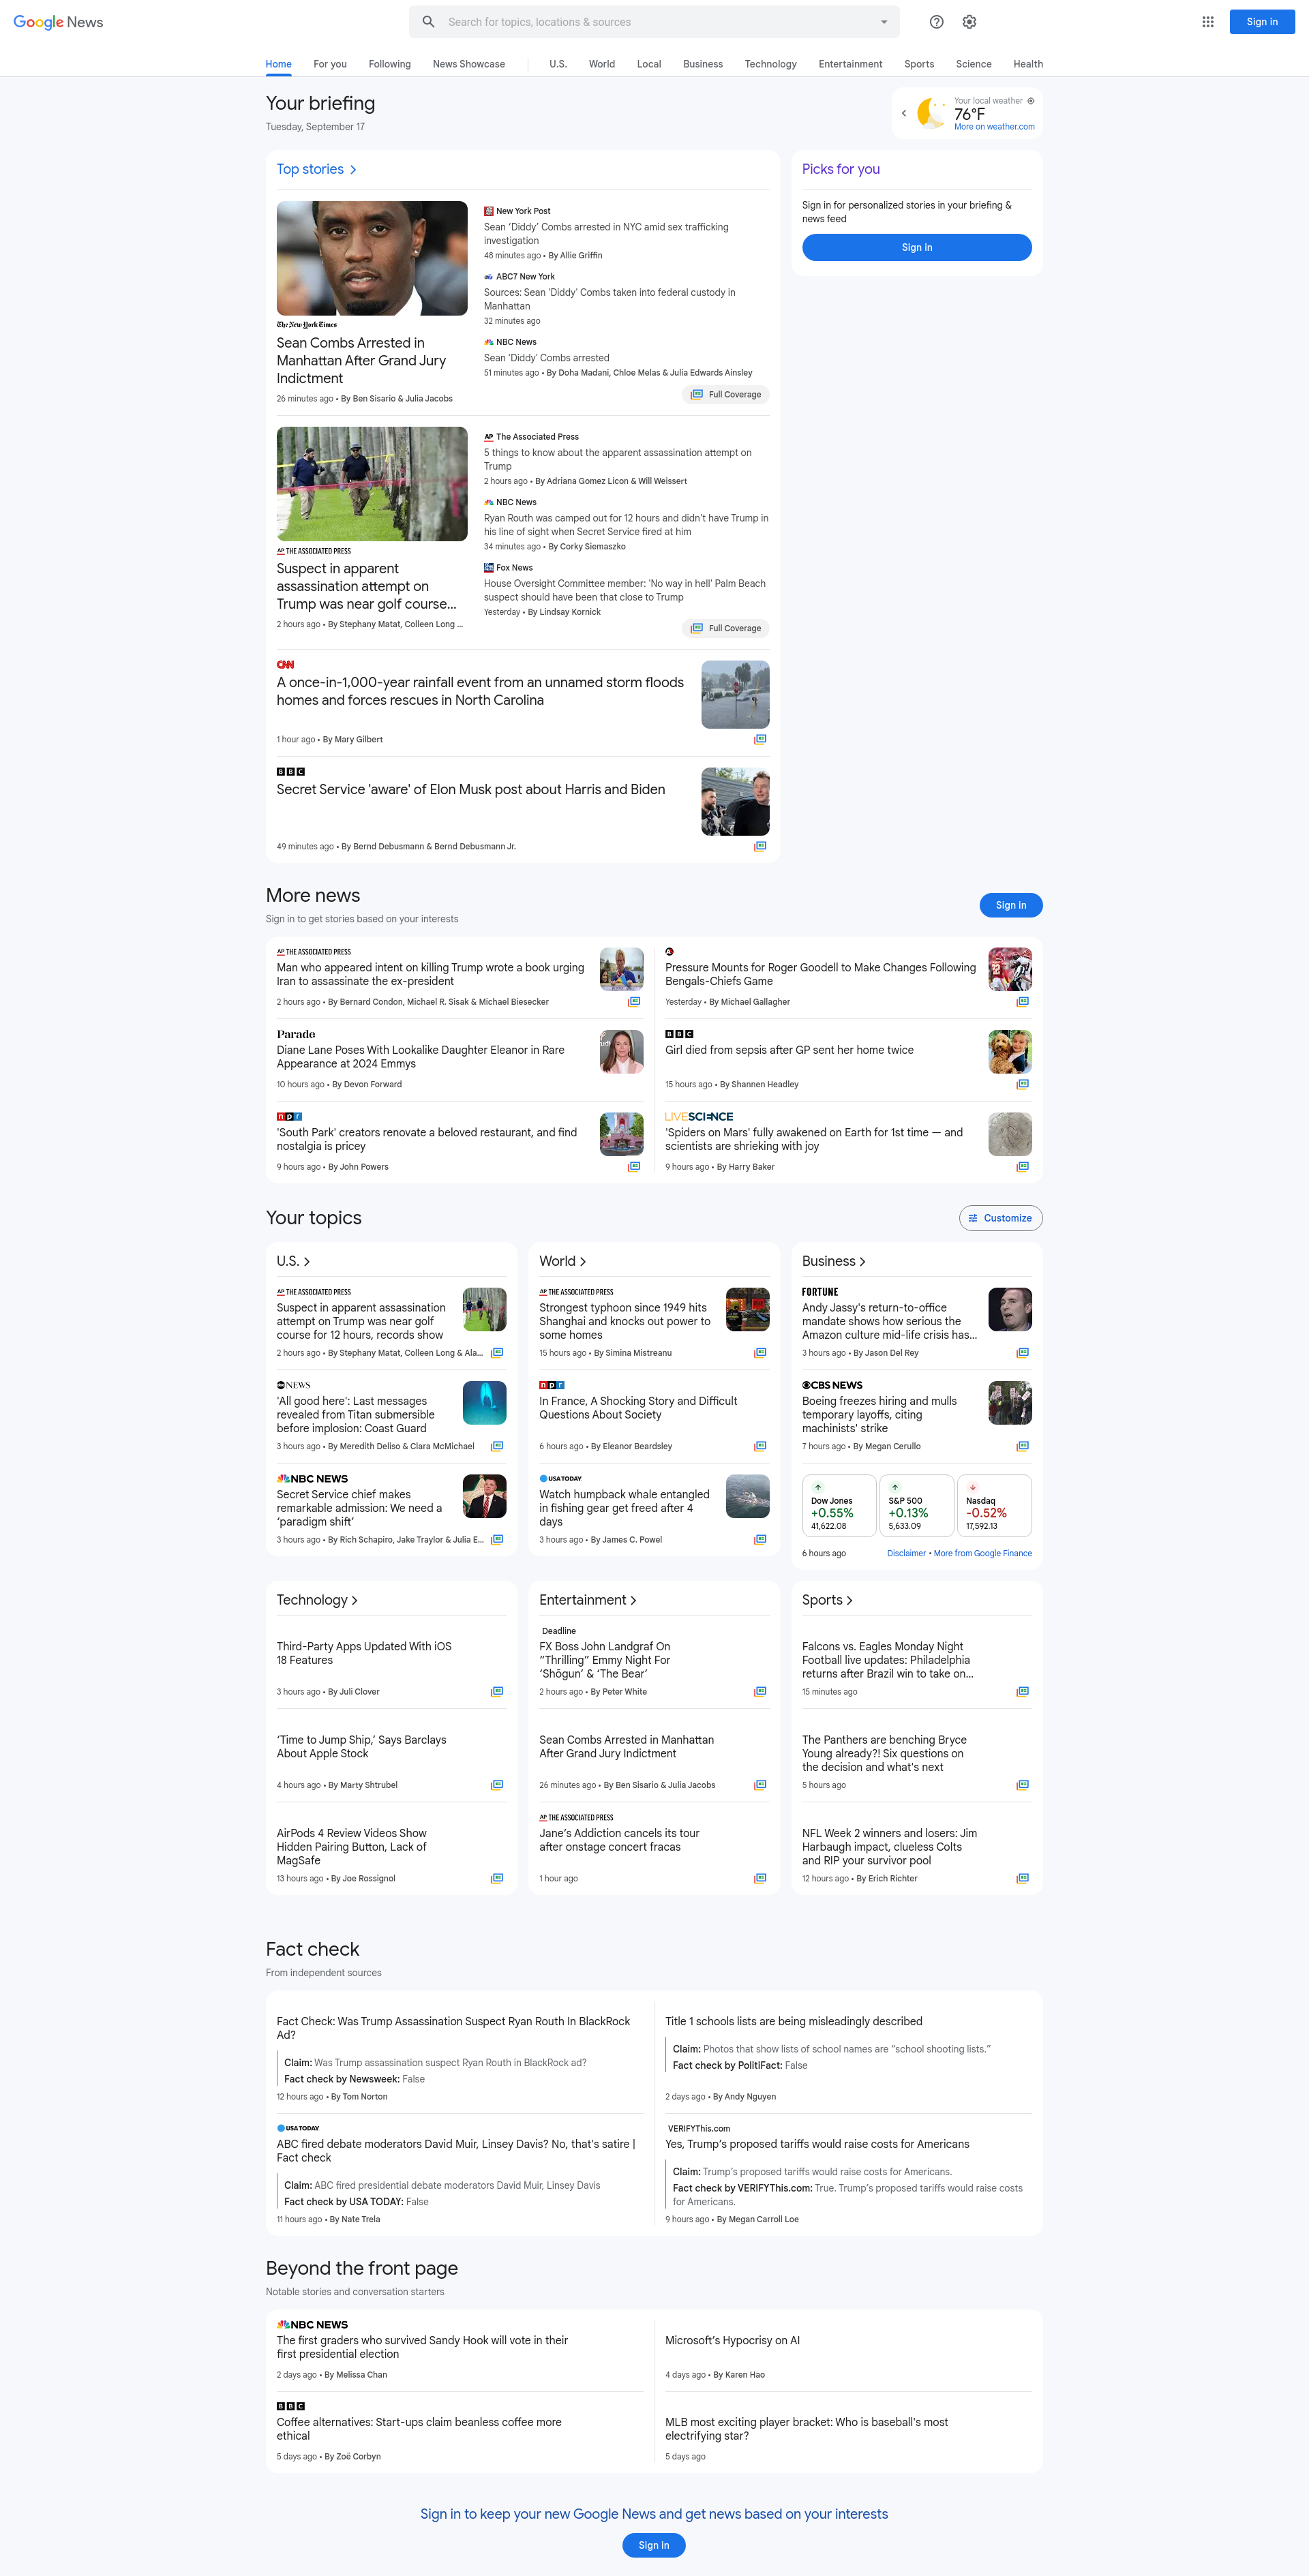 Google News
Search for topics, locations & sources
Sign in
Home
For you
Following
News Showcase
U.S.
World
Local
Business
Technology
Entertainment
Sports
Science
Health
Your briefing
Tuesday, September 17
Your local weather
76°F
More on weather.com
Top stories
The New York Times
Sean Combs Arrested in
Manhattan After Grand Jury
Indictment
26 minutes ago • By Ben Sisario & Julia Jacobs
New York Post
Sean ‘Diddy’ Combs arrested in NYC amid sex trafficking
investigation
48 minutes ago • By Allie Griffin
ABC7 New York
Sources: Sean 'Diddy' Combs taken into federal custody in
Manhattan
32 minutes ago
NBC News
Sean 'Diddy' Combs arrested
51 minutes ago • By Doha Madani, Chloe Melas & Julia Edwards Ainsley
Full Coverage
Picks for you
Sign in for personalized stories in your briefing &
news feed
Sign in
AP THE ASSOCIATED PRESS
Suspect in apparent
assassination attempt on
Trump was near golf course...
2 hours ago • By Stephany Matat, Colleen Long ...
AP The Associated Press
5 things to know about the apparent assassination attempt on
Trump
2 hours ago • By Adriana Gomez Licon & Will Weissert
NBC News
Ryan Routh was camped out for 12 hours and didn't have Trump in
his line of sight when Secret Service fired at him
34 minutes ago • By Corky Siemaszko
Fox News
House Oversight Committee member: 'No way in hell' Palm Beach
suspect should have been that close to Trump
Yesterday • By Lindsay Kornick
Full Coverage
CNN
A once-in-1,000-year rainfall event from an unnamed storm floods
homes and forces rescues in North Carolina
1 hour ago • By Mary Gilbert
BBC
Secret Service 'aware' of Elon Musk post about Harris and Biden
49 minutes ago • By Bernd Debusmann & Bernd Debusmann Jr.
More news
Sign in to get stories based on your interests
Sign in
AP THE ASSOCIATED PRESS
Man who appeared intent on killing Trump wrote a book urging
Iran to assassinate the ex-president
2 hours ago • By Bernard Condon, Michael R. Sisak & Michael Biesecker
Pressure Mounts for Roger Goodell to Make Changes Following
Bengals-Chiefs Game
Yesterday • By Michael Gallagher
Parade
Diane Lane Poses With Lookalike Daughter Eleanor in Rare
Appearance at 2024 Emmys
10 hours ago • By Devon Forward
BBC
Girl died from sepsis after GP sent her home twice
15 hours ago • By Shannen Headley
npr
'South Park' creators renovate a beloved restaurant, and find
nostalgia is pricey
9 hours ago • By John Powers
LIVESCIENCE
'Spiders on Mars' fully awakened on Earth for 1st time — and
scientists are shrieking with joy
9 hours ago • By Harry Baker
Your topics
Customize
U.S.
AP THE ASSOCIATED PRESS
Suspect in apparent assassination
attempt on Trump was near golf
course for 12 hours, records show
2 hours ago • By Stephany Matat, Colleen Long & Ala...
abc NEWS
'All good here': Last messages
revealed from Titan submersible
before implosion: Coast Guard
3 hours ago • By Meredith Deliso & Clara McMichael
NBC NEWS
Secret Service chief makes
remarkable admission: We need a
‘paradigm shift’
3 hours ago • By Rich Schapiro, Jake Traylor & Julia E...
World
AP THE ASSOCIATED PRESS
Strongest typhoon since 1949 hits
Shanghai and knocks out power to
some homes
15 hours ago • By Simina Mistreanu
npr
In France, A Shocking Story and Difficult
Questions About Society
6 hours ago • By Eleanor Beardsley
USA TODAY
Watch humpback whale entangled
in fishing gear get freed after 4
days
3 hours ago • By James C. Powel
Business
FORTUNE
Andy Jassy's return-to-office
mandate shows how serious the
Amazon culture mid-life crisis has...
3 hours ago • By Jason Del Rey
CBS NEWS
Boeing freezes hiring and mulls
temporary layoffs, citing
machinists' strike
7 hours ago • By Megan Cerullo
Dow Jones
+0.55%
41,622.08
S&P 500
+0.13%
5,633.09
Nasdaq
-0.52%
17,592.13
6 hours ago
Disclaimer • More from Google Finance
Technology
Third-Party Apps Updated With iOS
18 Features
3 hours ago • By Juli Clover
‘Time to Jump Ship,’ Says Barclays
About Apple Stock
4 hours ago • By Marty Shtrubel
AirPods 4 Review Videos Show
Hidden Pairing Button, Lack of
MagSafe
13 hours ago • By Joe Rossignol
Entertainment
Deadline
FX Boss John Landgraf On
“Thrilling” Emmy Night For
‘Shōgun’ & ‘The Bear’
2 hours ago • By Peter White
Sean Combs Arrested in Manhattan
After Grand Jury Indictment
26 minutes ago • By Ben Sisario & Julia Jacobs
AP THE ASSOCIATED PRESS
Jane’s Addiction cancels its tour
after onstage concert fracas
1 hour ago
Sports
Falcons vs. Eagles Monday Night
Football live updates: Philadelphia
returns after Brazil win to take on...
15 minutes ago
The Panthers are benching Bryce
Young already?! Six questions on
the decision and what's next
5 hours ago
NFL Week 2 winners and losers: Jim
Harbaugh impact, clueless Colts
and RIP your survivor pool
12 hours ago • By Erich Richter
Fact check
From independent sources
Fact Check: Was Trump Assassination Suspect Ryan Routh In BlackRock
Ad?
Claim: Was Trump assassination suspect Ryan Routh in BlackRock ad?
Fact check by Newsweek: False
12 hours ago • By Tom Norton
Title 1 schools lists are being misleadingly described
Claim: Photos that show lists of school names are “school shooting lists.”
Fact check by PolitiFact: False
2 days ago • By Andy Nguyen
USA TODAY
ABC fired debate moderators David Muir, Linsey Davis? No, that's satire |
Fact check
Claim: ABC fired presidential debate moderators David Muir, Linsey Davis
Fact check by USA TODAY: False
11 hours ago • By Nate Trela
VERIFYThis.com
Yes, Trump’s proposed tariffs would raise costs for Americans
Claim: Trump’s proposed tariffs would raise costs for Americans.
Fact check by VERIFYThis.com: True. Trump’s proposed tariffs would raise costs
for Americans.
9 hours ago • By Megan Carroll Loe
Beyond the front page
Notable stories and conversation starters
NBC NEWS
The first graders who survived Sandy Hook will vote in their
first presidential election
2 days ago • By Melissa Chan
Microsoft’s Hypocrisy on AI
4 days ago • By Karen Hao
BBC
Coffee alternatives: Start-ups claim beanless coffee more
ethical
5 days ago • By Zoë Corbyn
MLB most exciting player bracket: Who is baseball's most
electrifying star?
5 days ago
Sign in to keep your new Google News and get news based on your interests
Sign in